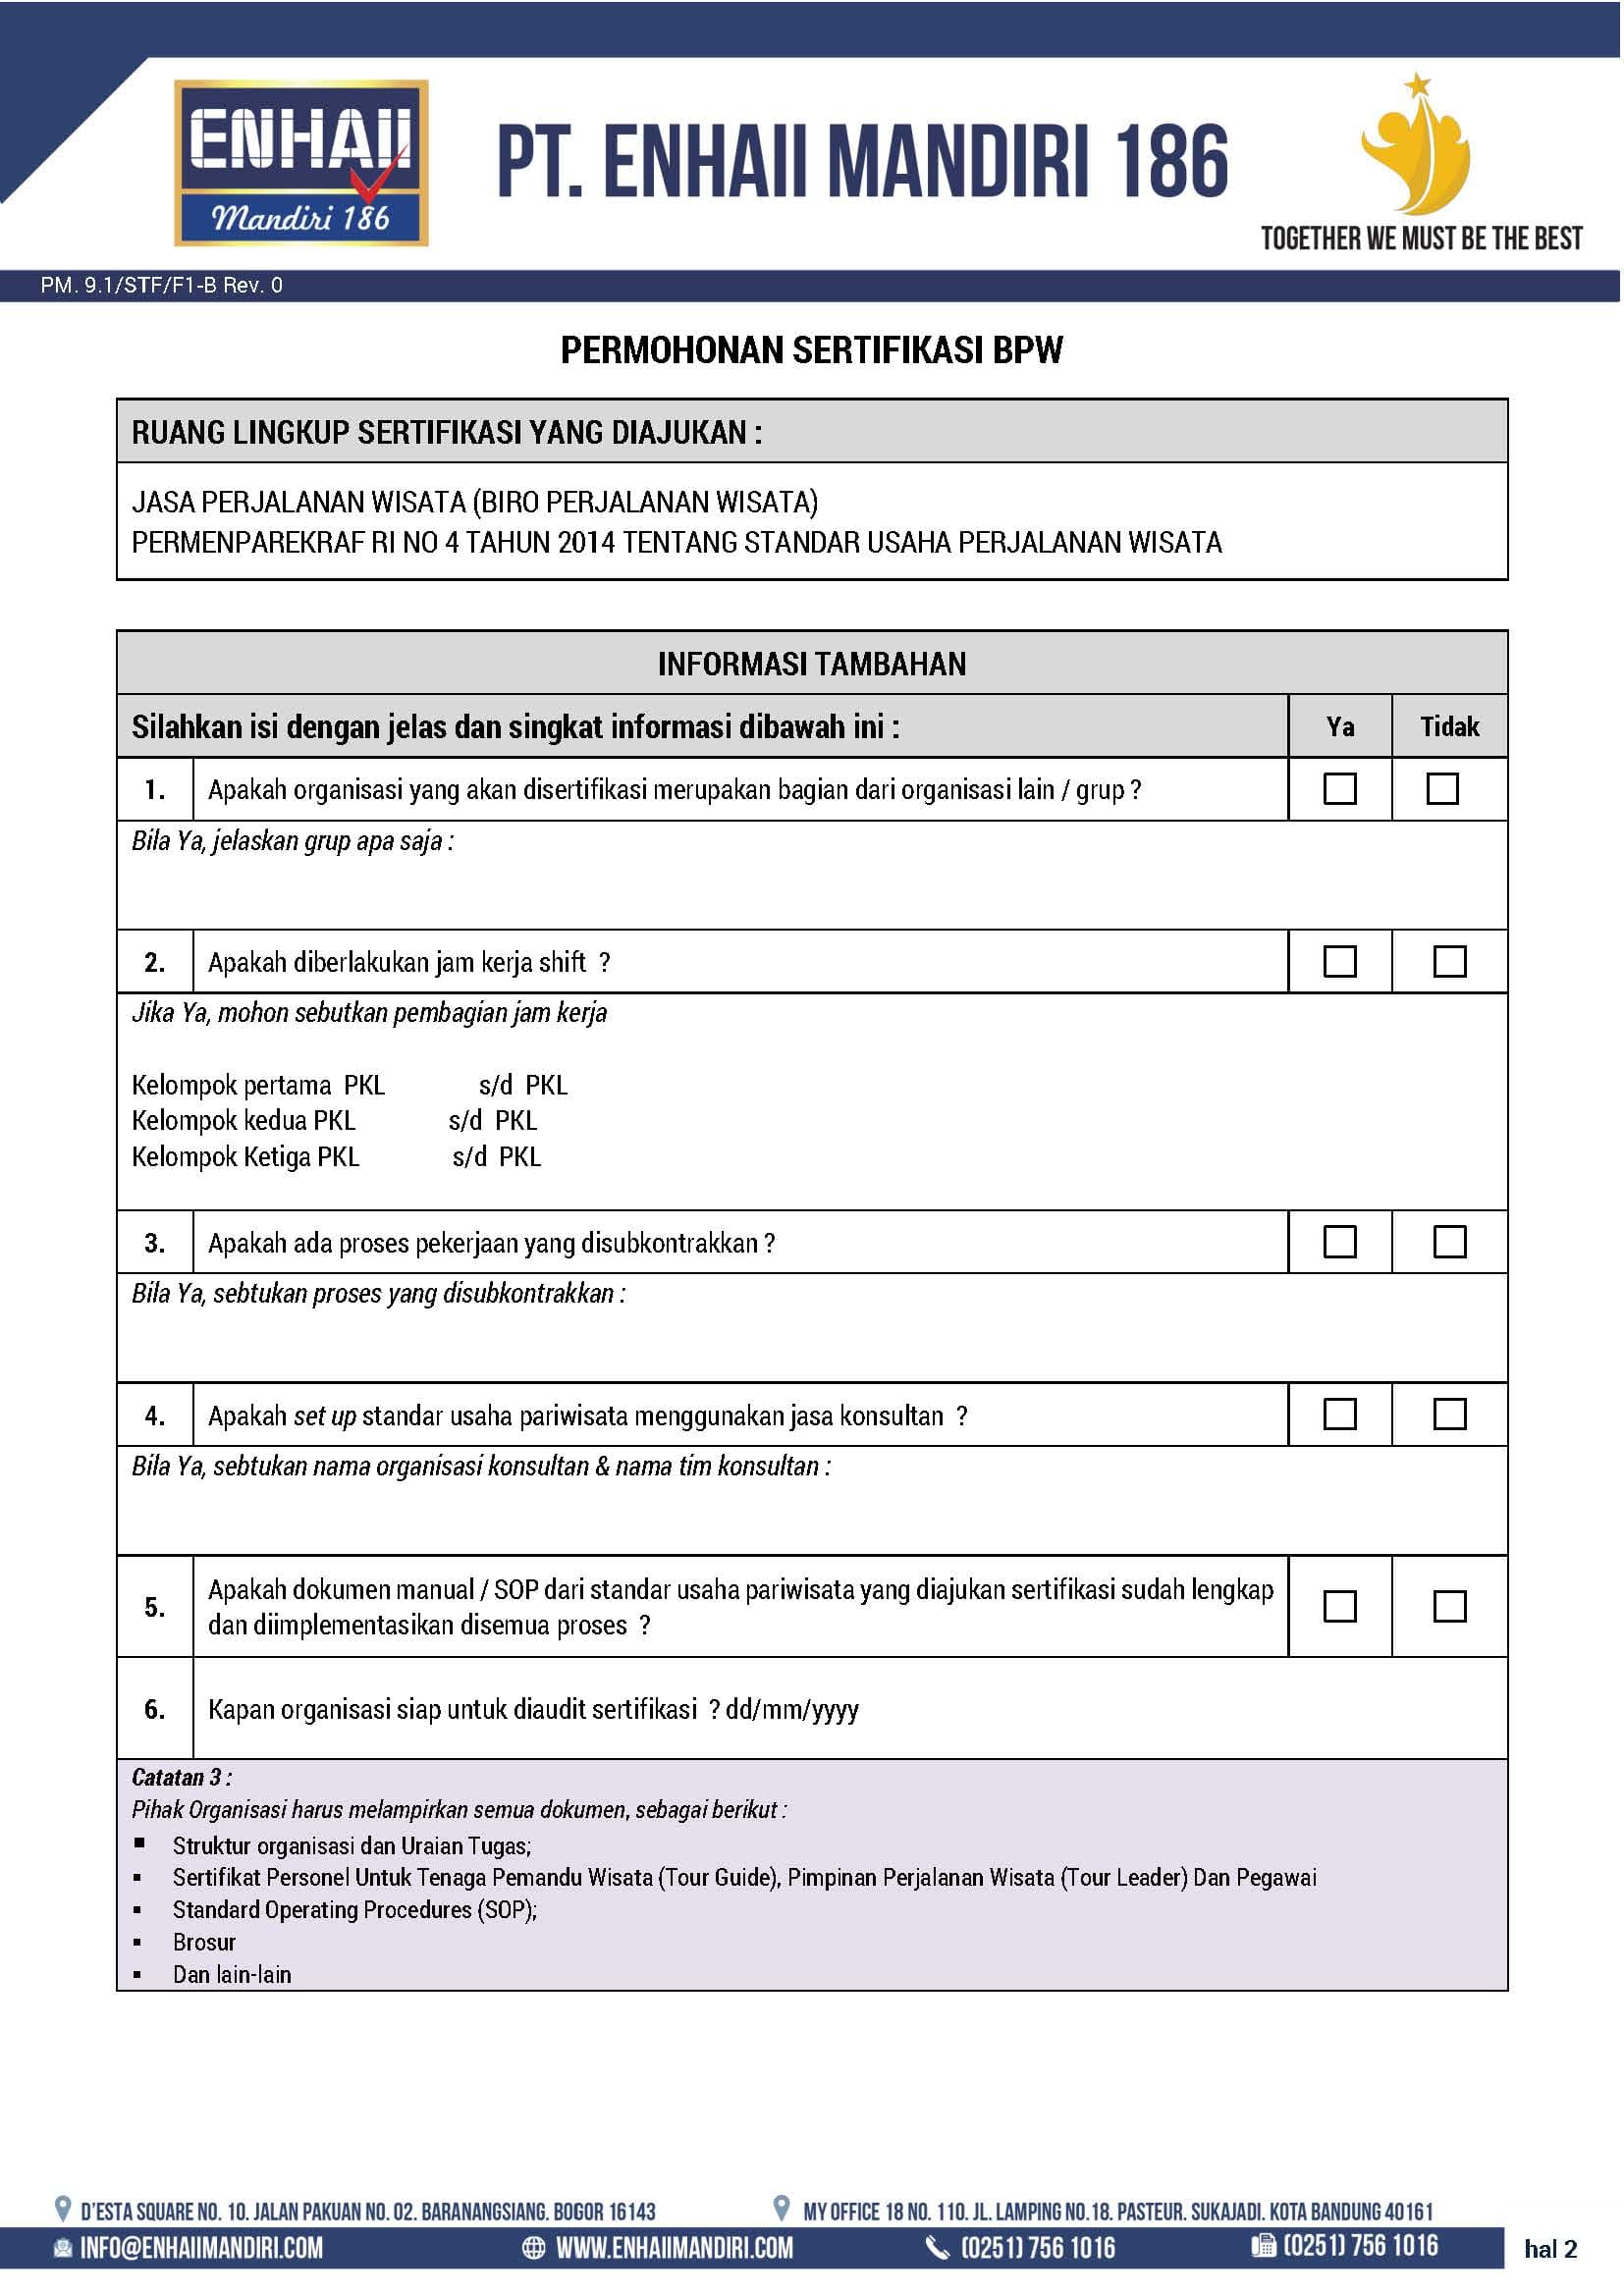 ENHAII
Mandiri 186
PT. ENHAII MANDIRI 186
TOGETHER WE MUST BE THE BEST
PM. 9.1/STF/F1-B Rev. 0
PERMOHONAN SERTIFIKASI BPW
RUANG LINGKUP SERTIFIKASI YANG DIAJUKAN :
JASA PERJALANAN WISATA (BIRO PERJALANAN WISATA)
PERMENPAREKRAF RI NO 4 TAHUN 2014 TENTANG STANDAR USAHA PERJALANAN WISATA
INFORMASI TAMBAHAN
Silahkan isi dengan jelas dan singkat informasi dibawah ini : Ya Tidak
1. Apakah organisasi yang akan disertifikasi merupakan bagian dari organisasi lain / grup ?
Bila Ya, jelaskan grup apa saja :
2. Apakah diberlakukan jam kerja shift ?
Jika Ya, mohon sebutkan pembagian jam kerja
Kelompok pertama PKL s/d PKL
Kelompok kedua PKL s/d PKL
Kelompok Ketiga PKL s/d PKL
3. Apakah ada proses pekerjaan yang disubkontrakkan ?
Bila Ya, sebtukan proses yang disubkontrakkan :
4. Apakah set up standar usaha pariwisata menggunakan jasa konsultan ?
Bila Ya, sebtukan nama organisasi konsultan & nama tim konsultan :
5. Apakah dokumen manual / SOP dari standar usaha pariwisata yang diajukan sertifikasi sudah lengkap
dan diimplementasikan disemua proses ?
6. Kapan organisasi siap untuk diaudit sertifikasi ? dd/mm/yyyy
Catatan 3 :
Pihak Organisasi harus melampirkan semua dokumen, sebagai berikut :
▪ Struktur organisasi dan Uraian Tugas;
▪ Sertifikat Personel Untuk Tenaga Pemandu Wisata (Tour Guide), Pimpinan Perjalanan Wisata (Tour Leader) Dan Pegawai
▪ Standard Operating Procedures (SOP);
▪ Brosur
▪ Dan lain-lain
D'ESTA SQUARE NO. 10. JALAN PAKUAN NO. 02. BARANANGSIANG. BOGOR 16143
MY OFFICE 18 NO. 110. JL. LAMPING NO.18. PASTEUR. SUKAJADI. KOTA BANDUNG 40161
INFO@ENHAIIMANDIRI.COM WWW.ENHAIIMANDIRI.COM (0251) 756 1016 (0251) 756 1016 hal 2